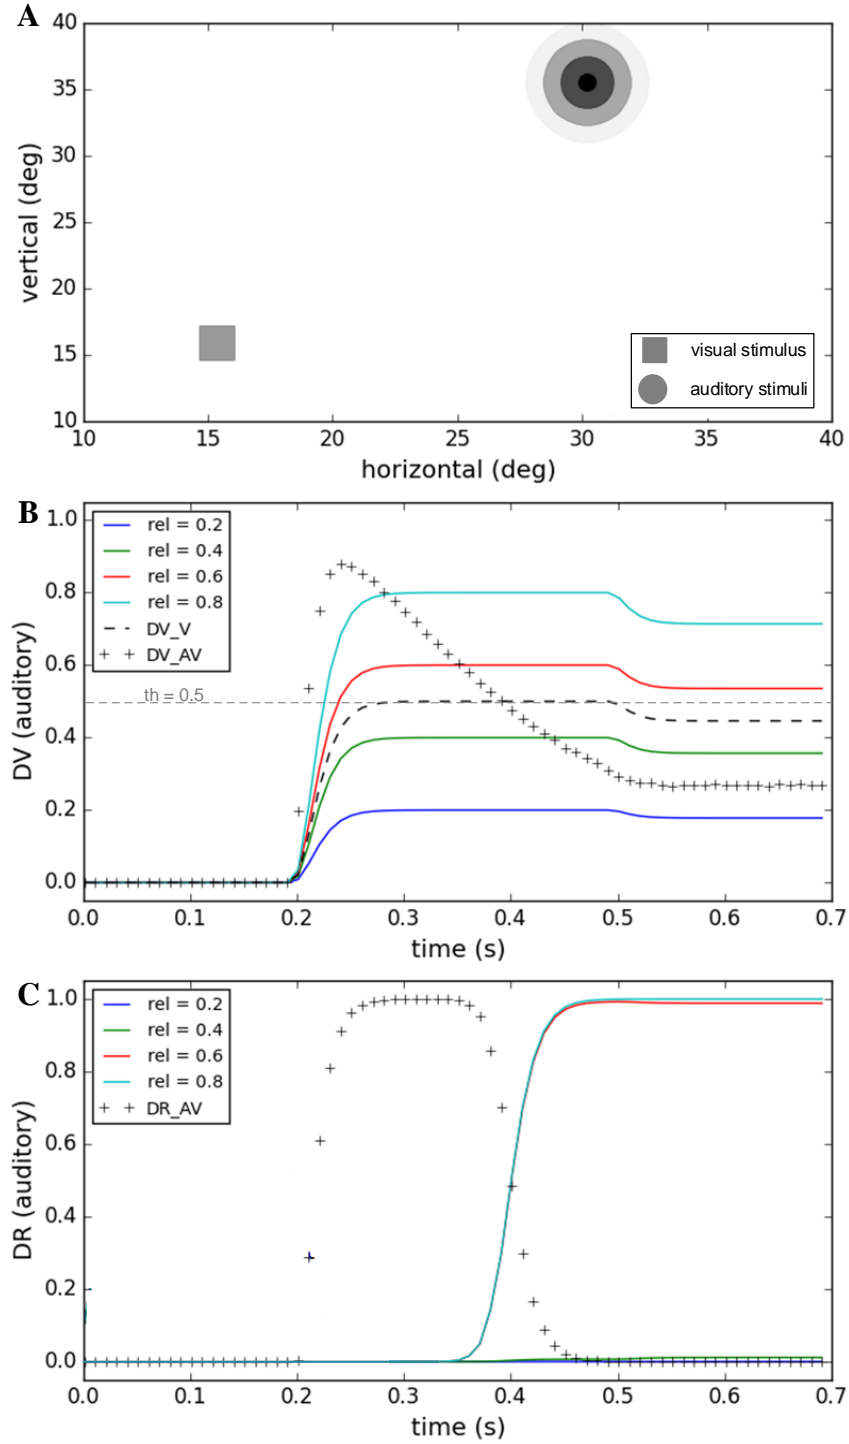 A
40
35
30
25
20
15
10
vertical (deg)
visual stimulus
auditory stimuli
10 15 20 25 30 35 40
horizontal (deg)
B
1.0
0.8
0.6
0.4
0.2
0.0
DV (auditory)
rel = 0.2
rel = 0.4
rel = 0.6
rel = 0.8
DV_V
DV_AV
th = 0.5
0.0 0.1 0.2 0.3 0.4 0.5 0.6 0.7
time (s)
C
1.0
0.8
0.6
0.4
0.2
0.0
DR (auditory)
rel = 0.2
rel = 0.4
rel = 0.6
rel = 0.8
DR_AV
0.0 0.1 0.2 0.3 0.4 0.5 0.6 0.7
time (s)